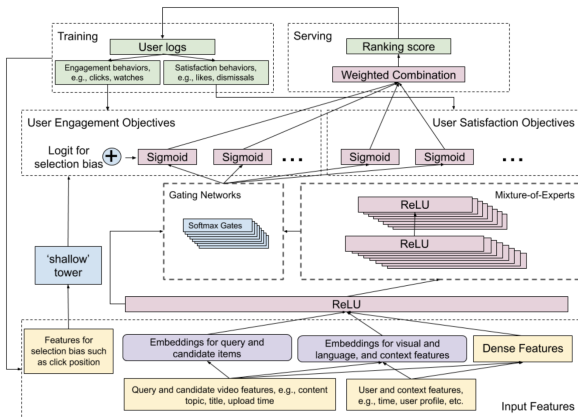 Training
User logs
Engagement behaviors,
e.g., clicks, watches
Satisfaction behaviors,
e.g., likes, dismissals
Serving
Ranking score
Weighted Combination
User Engagement Objectives
User Satisfaction Objectives
Logit for
selection bias
Sigmoid
Sigmoid
...
Sigmoid
Sigmoid
...
Gating Networks
Softmax Gates
Mixture-of-Experts
ReLU
ReLU
'shallow'
tower
ReLU
Features for
selection bias such
as click position
Embeddings for query and
candidate items
Embeddings for visual and
language, and context features
Dense Features
Query and candidate video features, e.g., content
topic, title, upload time
User and context features,
e.g., time, user profile, etc.
Input Features